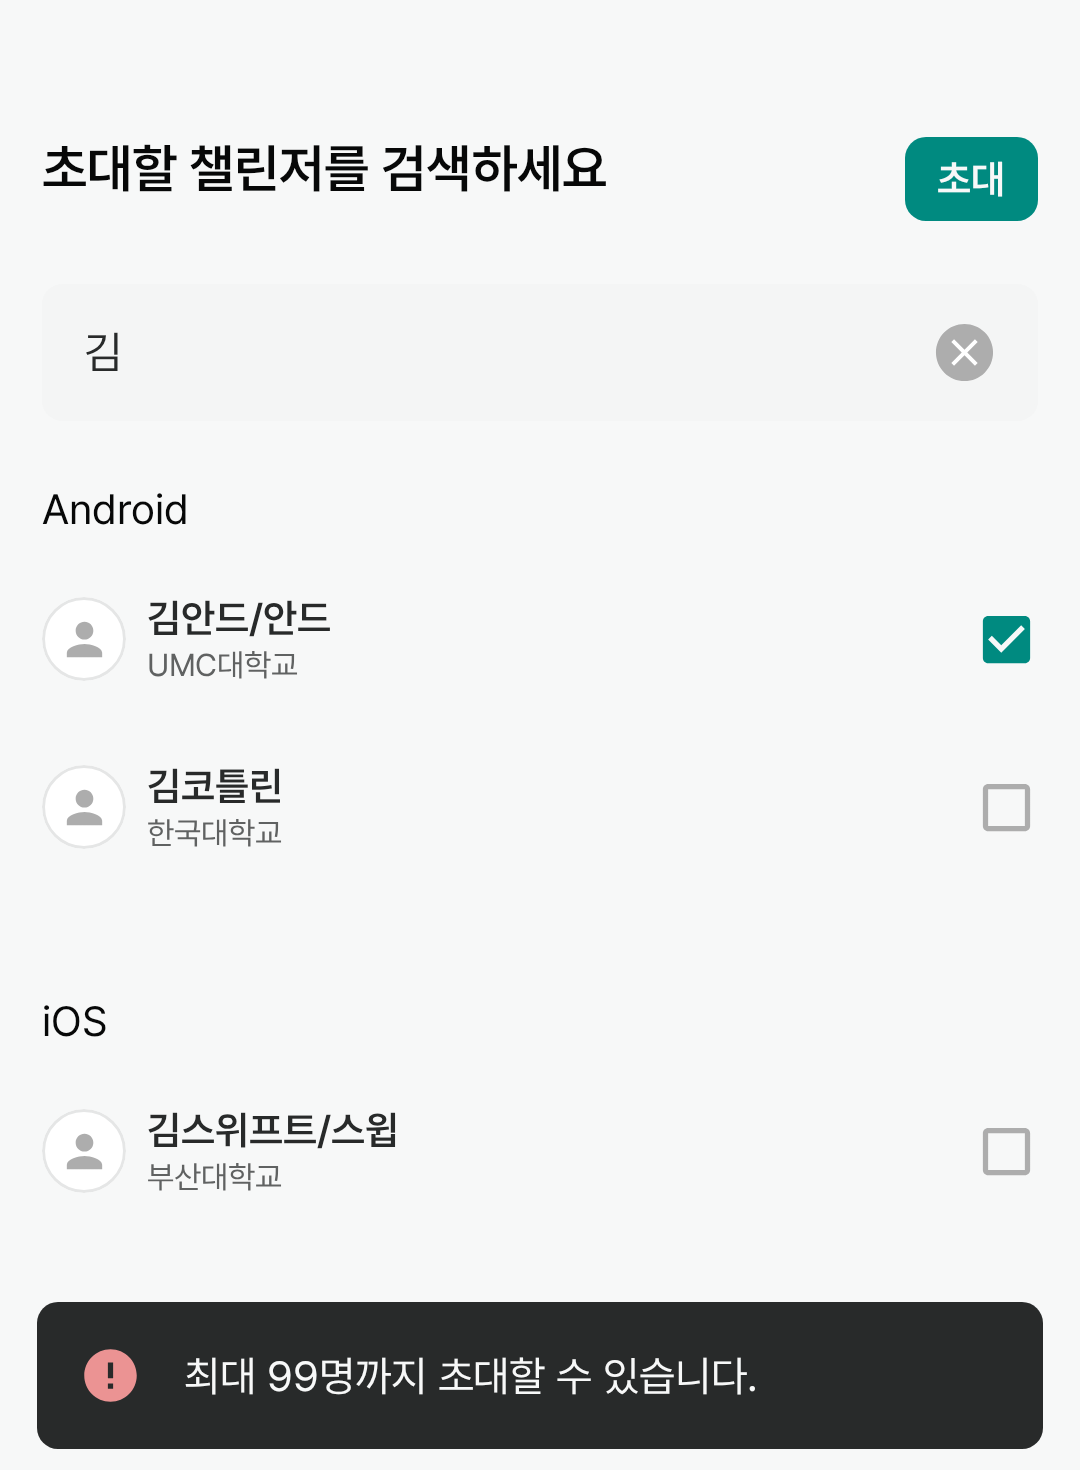 초대할 챌린저를 검색하세요
초대
김
Android
김안드/안드
UMC대학교
김코틀린
한국대학교
iOS
김스위프트/스윕
부산대학교
최대 99명까지 초대할 수 있습니다.